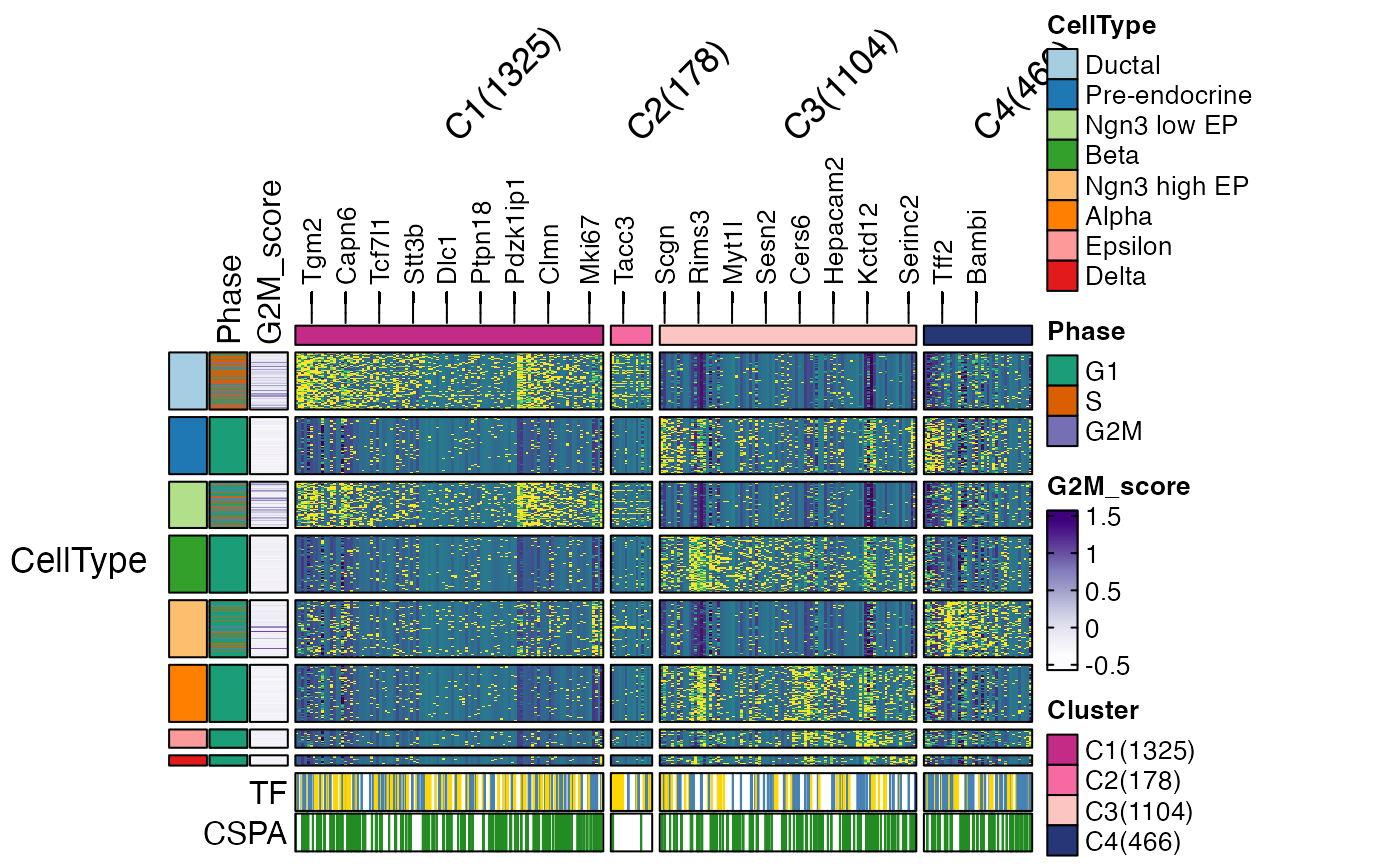 C1(1325)
C2(178)
C3(1104)
C4(466)
Phase
G2M_score
Tgm2
Capn6
Tcf7l1
Stt3b
Dlc1
Ptpn18
Pdzk1ip1
Clmn
Mki67
Tacc3
Scgn
Rims3
Myt1l
Sesn2
Cers6
Hepacam2
Kctd12
Serinc2
Tff2
Bambi
CellType
TF
CSPA
CellType
Ductal
Pre-endocrine
Ngn3 low EP
Beta
Ngn3 high EP
Alpha
Epsilon
Delta
Phase
G1
S
G2M
G2M_score
1.5
1
0.5
0
-0.5
Cluster
C1(1325)
C2(178)
C3(1104)
C4(466)